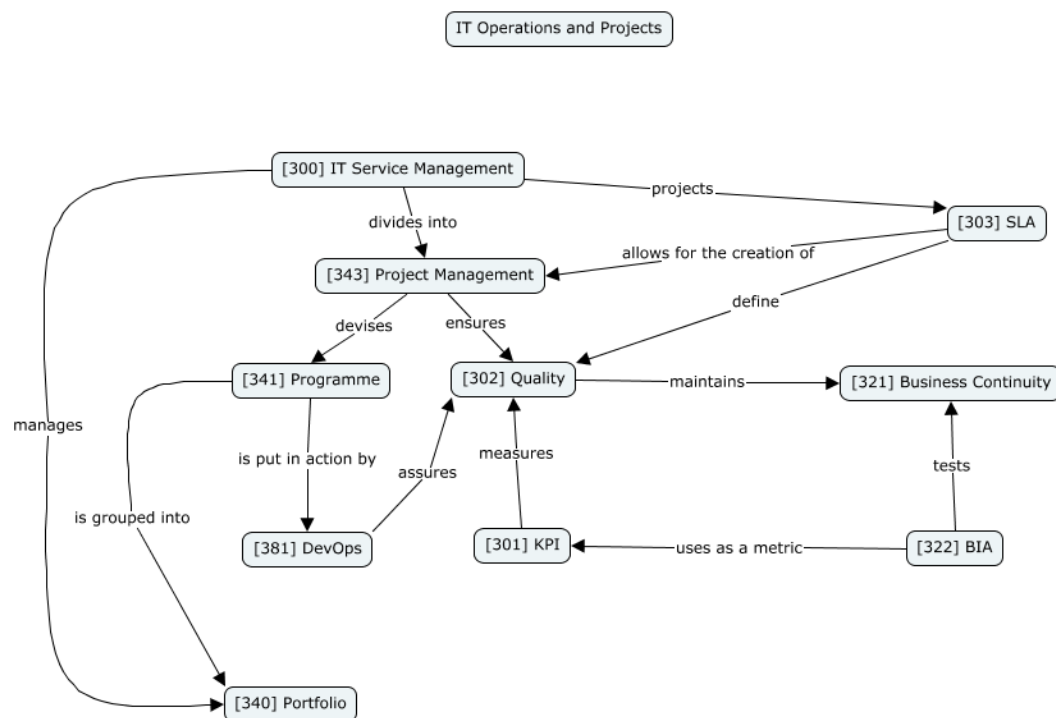 IT Operations and Projects
[300] IT Service Management
projects
[303] SLA
divides into
allows for the creation of
[343] Project Management
define
devises
ensures
[341] Programme
[302] Quality
maintains
[321] Business Continuity
manages
is put in action by
assures
measures
tests
is grouped into
[381] DevOps
[301] KPI
uses as a metric
[322] BIA
[340] Portfolio